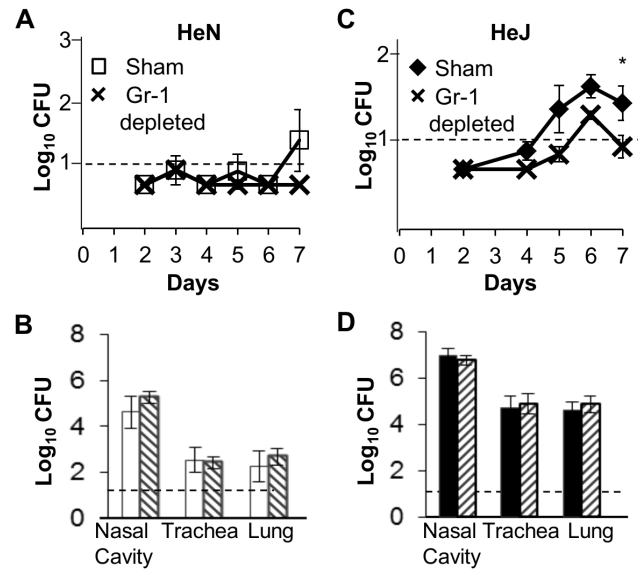 A
HeN
3
2
1
Log10 CFU
Sham
Gr-1
depleted
0 1 2 3 4 5 6 7
Days
C
HeJ
2
1
Log10 CFU
Sham
Gr-1
depleted
*
0 1 2 3 4 5 6 7
Days
B
8
6
4
2
0
Log10 CFU
Nasal Trachea Lung
Cavity
D
8
6
4
2
0
Log10 CFU
Nasal Trachea Lung
Cavity